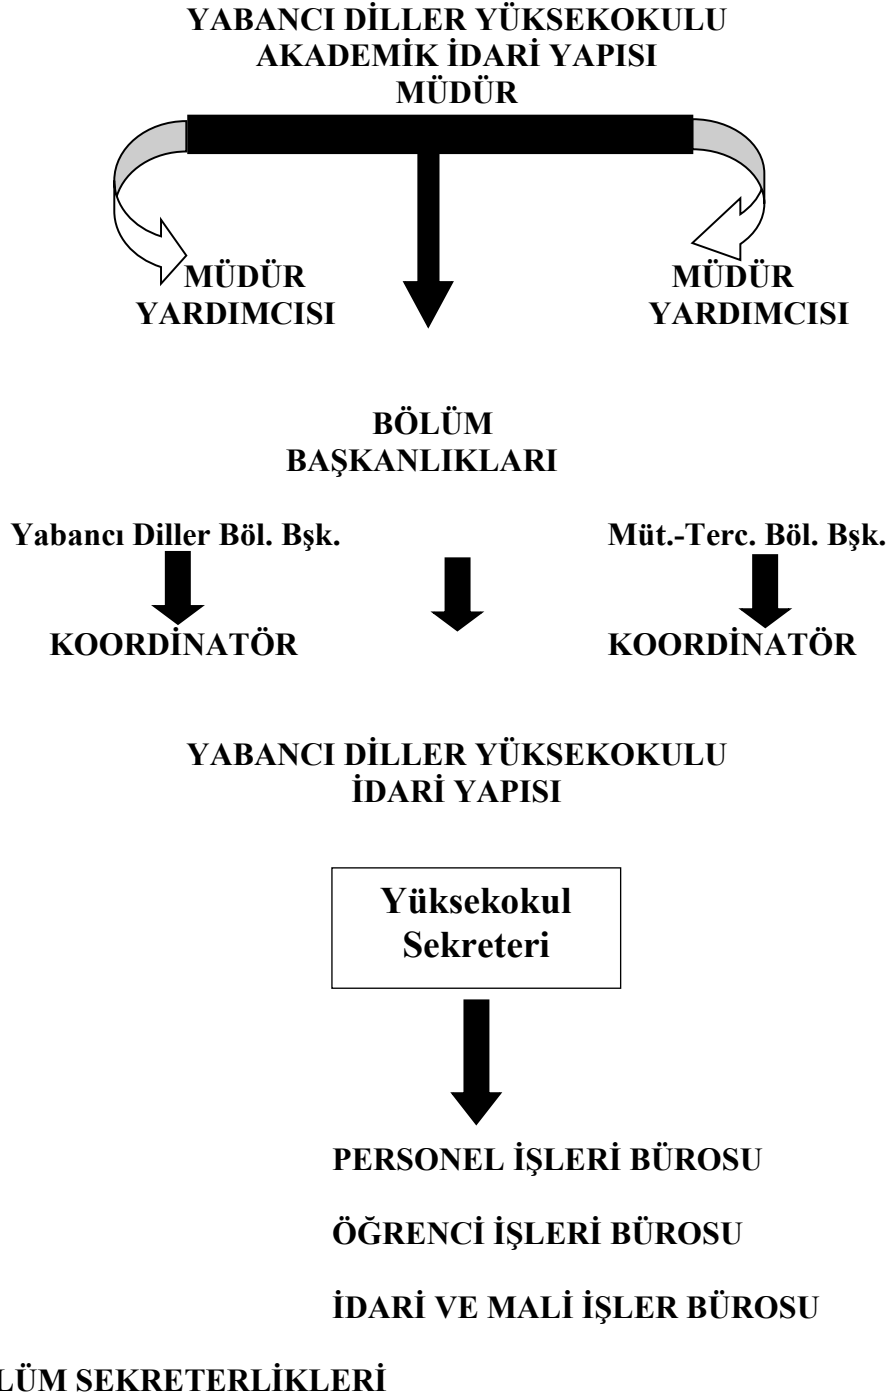 YABANCI DİLLER YÜKSEKOKULU
AKADEMİK İDARİ YAPISI
MÜDÜR
MÜDÜR
YARDIMCISI
MÜDÜR
YARDIMCISI
BÖLÜM
BAŞKANLIKLARI
Yabancı Diller Böl. Bşk.
Müt.-Terc. Böl. Bşk.
KOORDİNATÖR
KOORDİNATÖR
YABANCI DİLLER YÜKSEKOKULU
İDARİ YAPISI
Yüksekokul
Sekreteri
PERSONEL İŞLERİ BÜROSU
ÖĞRENCİ İŞLERİ BÜROSU
İDARİ VE MALİ İŞLER BÜROSU
SEKRETERLİKLERİ